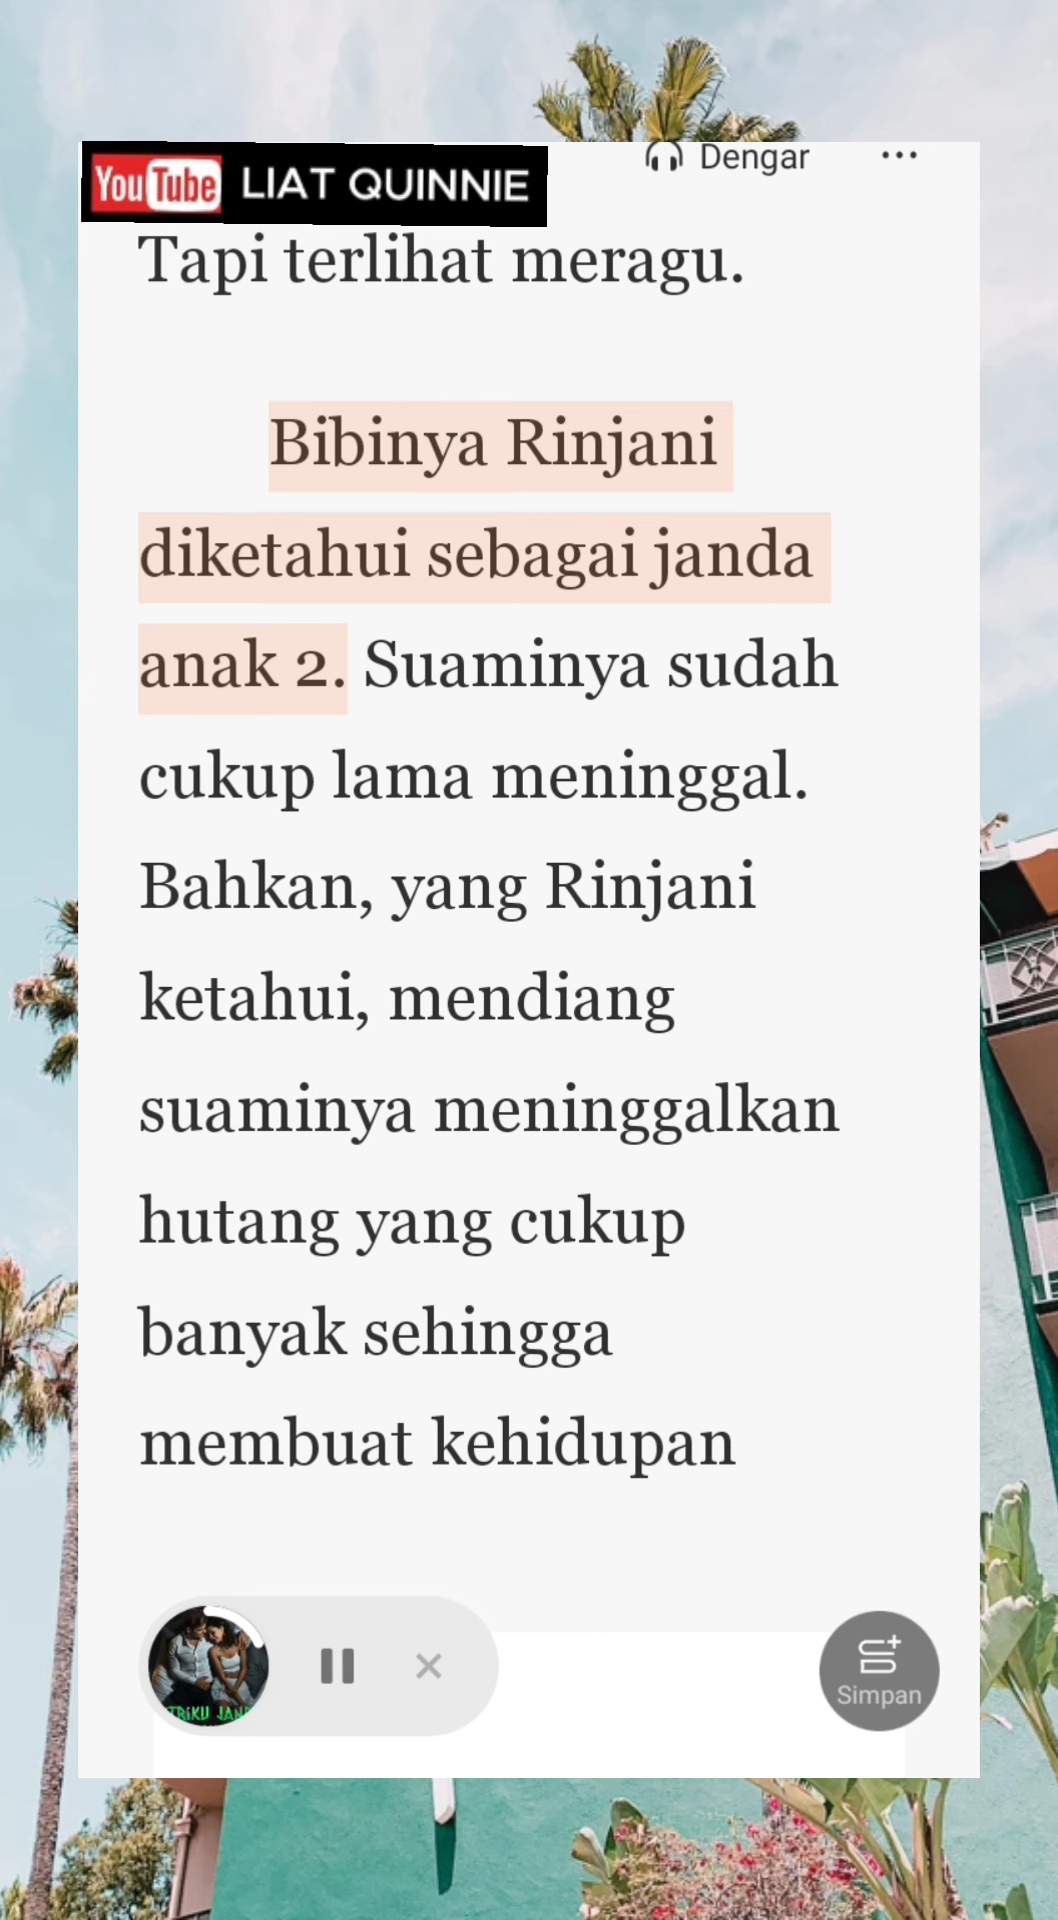 Dengar
YouTube LIAT QUINNIE
Tapi terlihat meragu.
Bibinya Rinjani
diketahui sebagai janda
anak 2. Suaminya sudah
cukup lama meninggal.
Bahkan, yang Rinjani
ketahui, mendiang
suaminya meninggalkan
hutang yang cukup
banyak sehingga
membuat kehidupan
Simpan